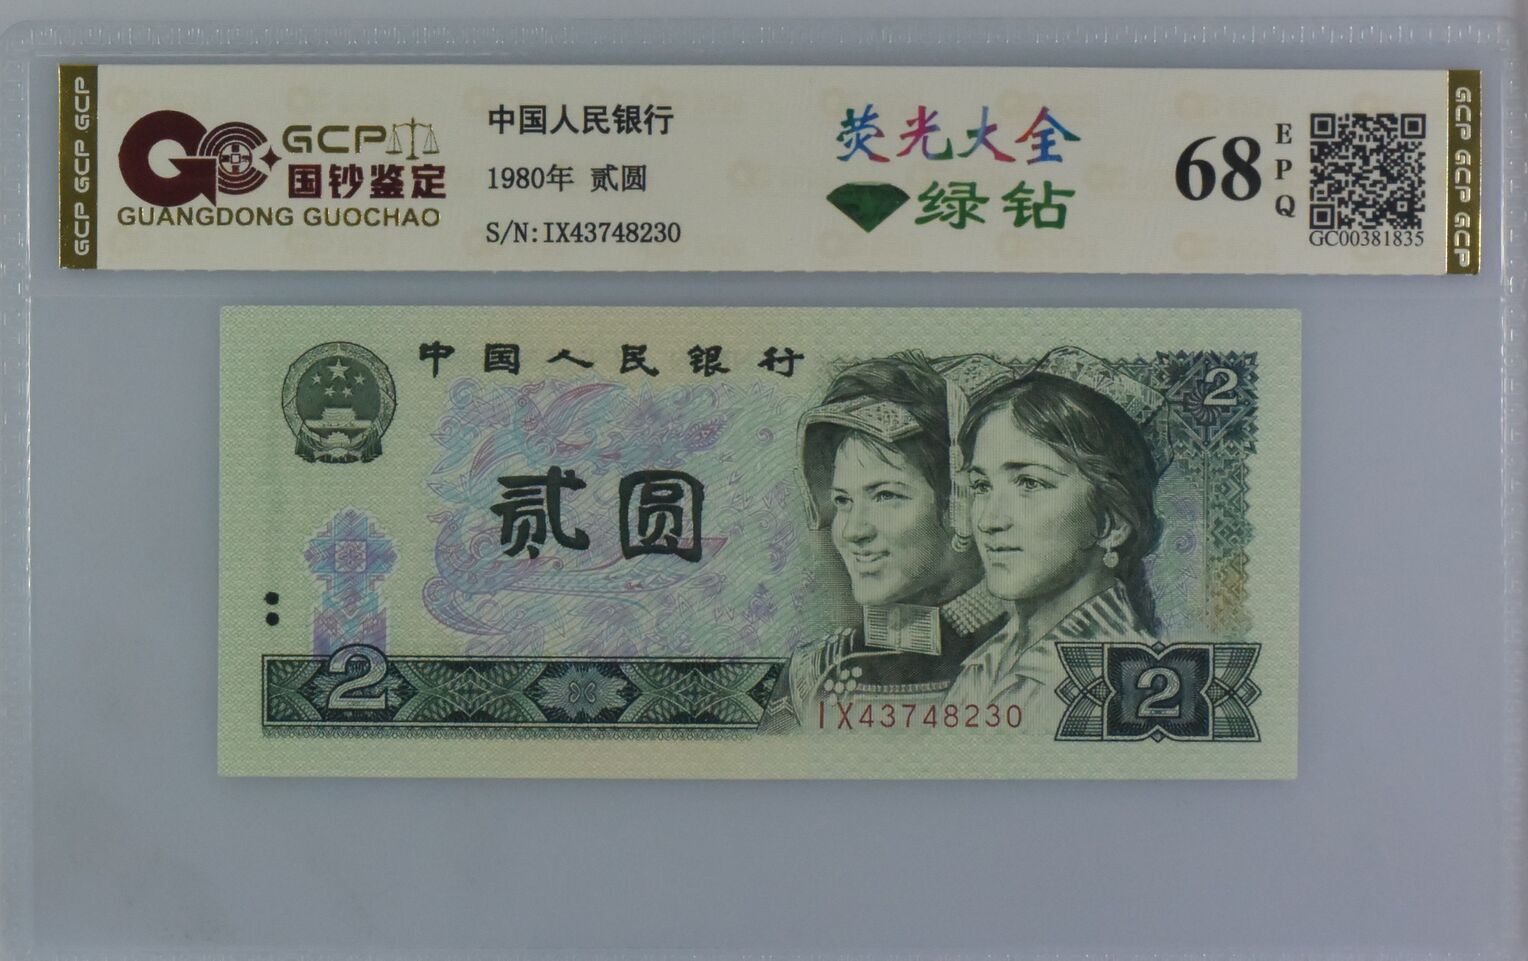 GCP GCP GCP
GCP
国钞鉴定
GUANGDONG GUOCHAO
中国人民银行
1980年 贰圆
S/N:IX43748230
荧光大全
绿钻
68
EPQ
GC00381835
GCP GCP GCP
中国人民银行
2
贰圆
2
IX43748230
2